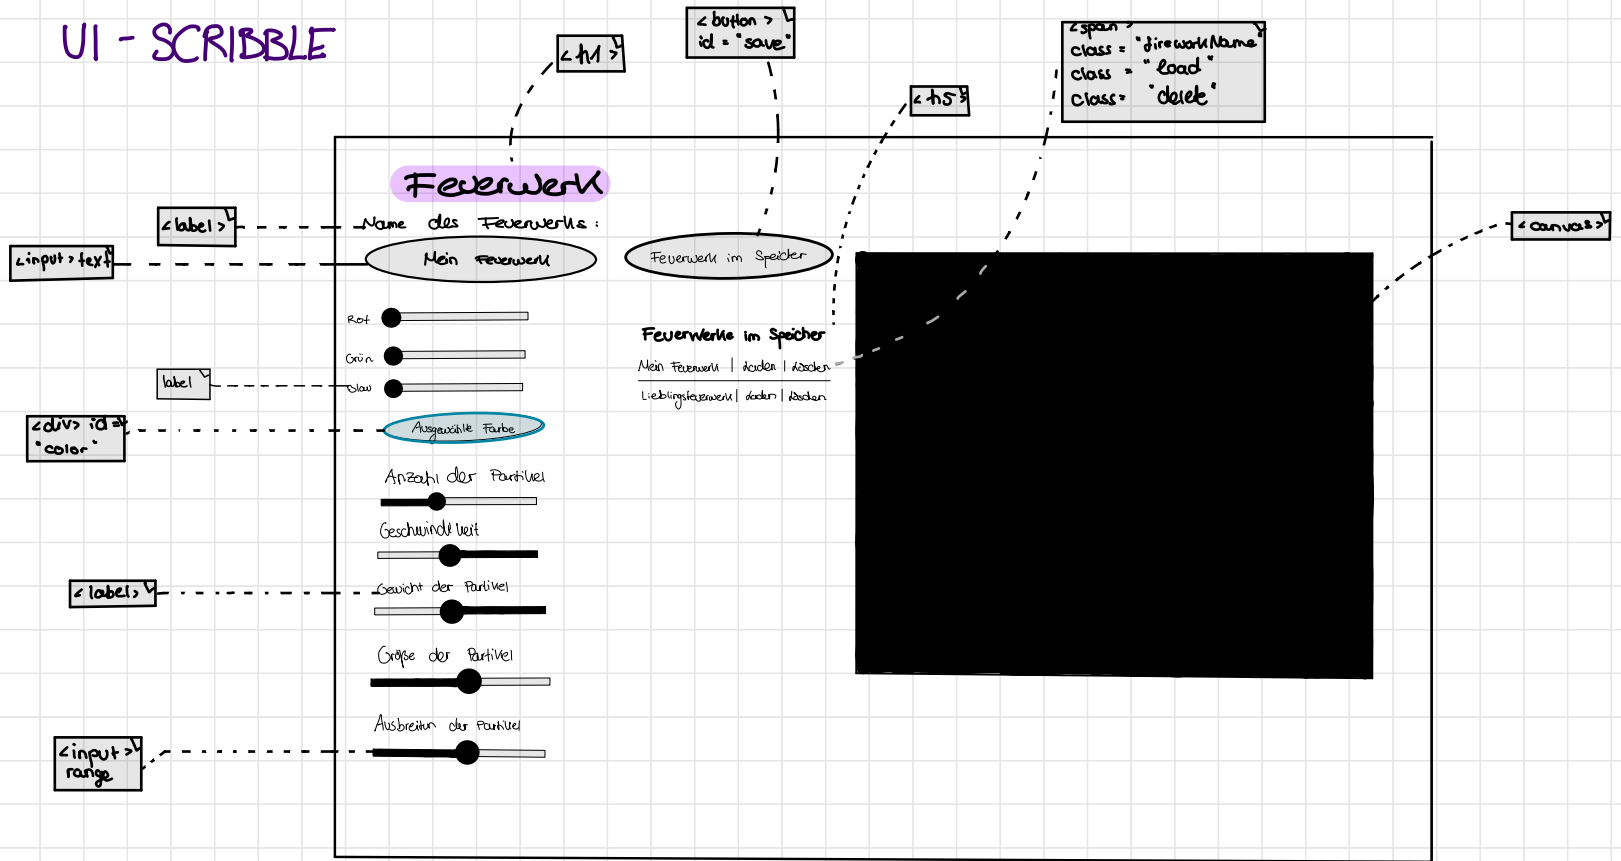 UI - SCRIBBLE
<h1>
<button>
id = "save"
<h5>
<span>
class = "fireworkName"
class = "load"
class = "delete"
Feuerwerk
<label>
Name des Feuerwerks:
<input> text
Mein Feuerwerk
Feuerwerk im Speicher
<canvas>
Rot
Grün
Blau
label
Feuerwerke im Speicher
Mein Feuerwerk | Laden | Löschen
Lieblingsfeuerwerk | Laden | Löschen
<div> id =
"color"
Ausgewählte Farbe
Anzahl der Partikel
Geschwindikeit
<label>
Gewicht der Partikel
Größe der Partikel
Ausbreitun der Partikel
<input>
range